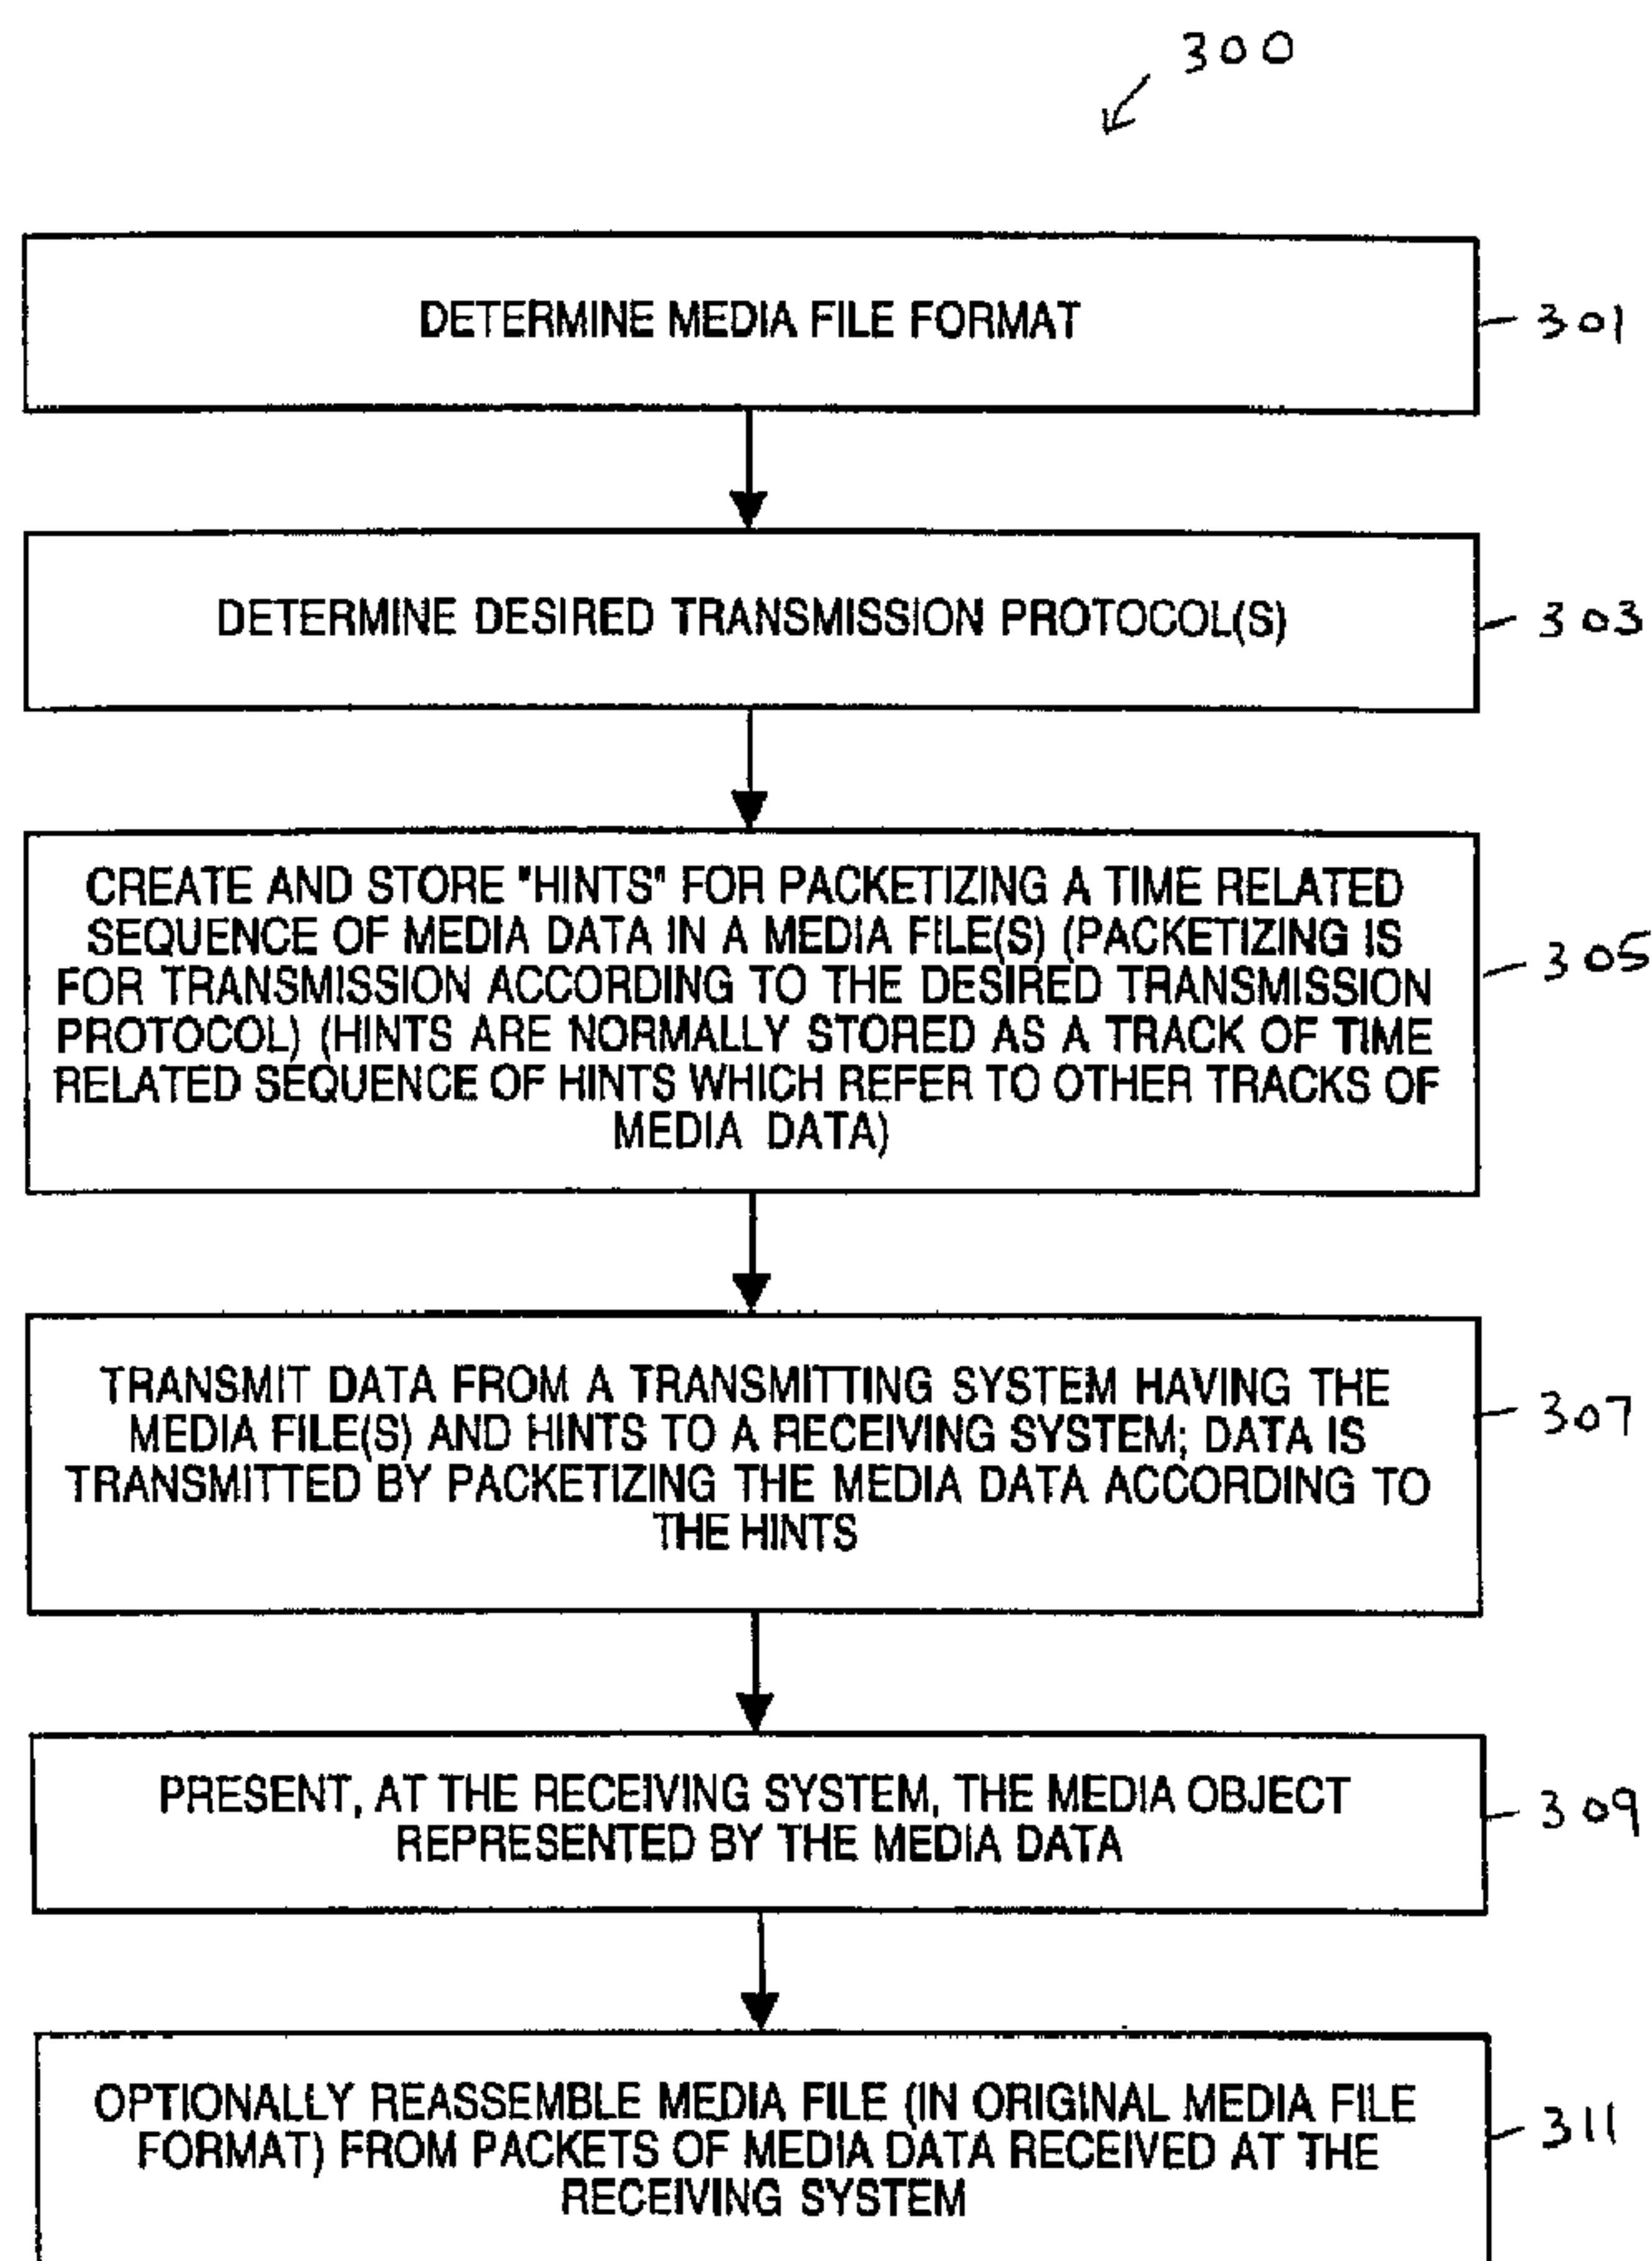 300
DETERMINE MEDIA FILE FORMAT
301
DETERMINE DESIRED TRANSMISSION PROTOCOL(S)
303
CREATE AND STORE "HINTS" FOR PACKETIZING A TIME RELATED
SEQUENCE OF MEDIA DATA IN A MEDIA FILE(S) (PACKETIZING IS
FOR TRANSMISSION ACCORDING TO THE DESIRED TRANSMISSION
PROTOCOL) (HINTS ARE NORMALLY STORED AS A TRACK OF TIME
RELATED SEQUENCE OF HINTS WHICH REFER TO OTHER TRACKS OF
MEDIA DATA)
305
TRANSMIT DATA FROM A TRANSMITTING SYSTEM HAVING THE
MEDIA FILE(S) AND HINTS TO A RECEIVING SYSTEM; DATA IS
TRANSMITTED BY PACKETIZING THE MEDIA DATA ACCORDING TO
THE HINTS
307
PRESENT, AT THE RECEIVING SYSTEM, THE MEDIA OBJECT
REPRESENTED BY THE MEDIA DATA
309
OPTIONALLY REASSEMBLE MEDIA FILE (IN ORIGINAL MEDIA FILE
FORMAT) FROM PACKETS OF MEDIA DATA RECEIVED AT THE
RECEIVING SYSTEM
311